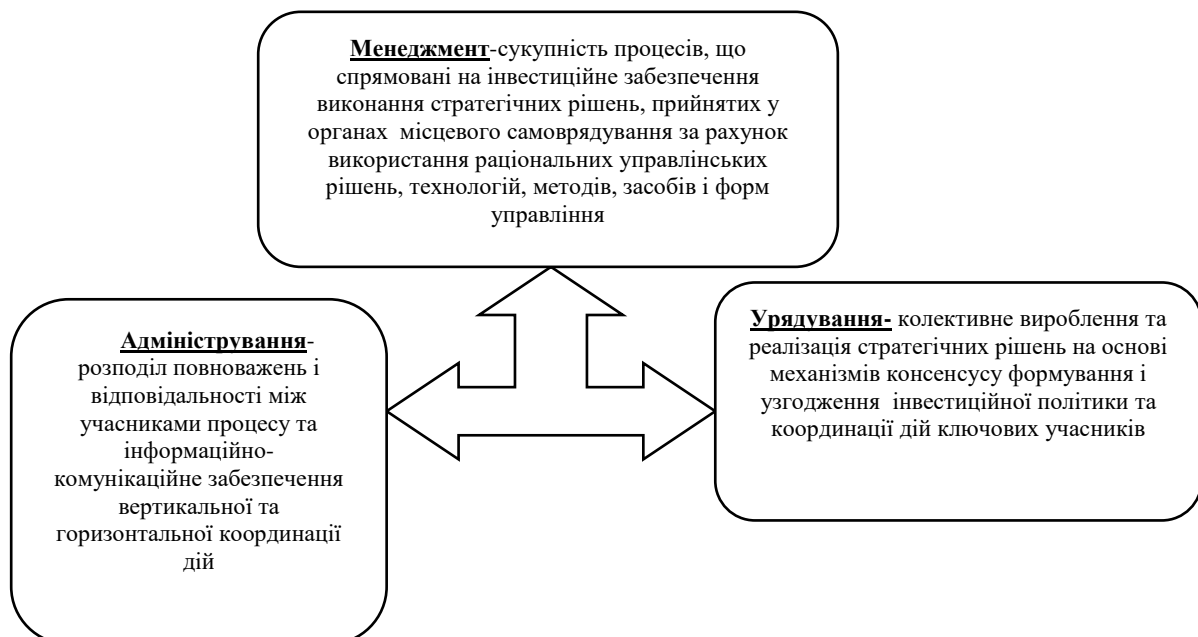 Менеджмент-сукупність процесів, що
спрямовані на інвестиційне забезпечення
виконання стратегічних рішень, прийнятих у
органах місцевого самоврядування за рахунок
використання раціональних управлінських
рішень, технологій, методів, засобів і форм
управління
Адміністрування-
розподіл повноважень і
відповідальності між
учасниками процесу та
інформаційно-
комунікаційне забезпечення
вертикальної та
горизонтальної координації
дій
Урядування- колективне вироблення та
реалізація стратегічних рішень на основі
механізмів консенсусу формування і
узгодження інвестиційної політики та
координації дій ключових учасників